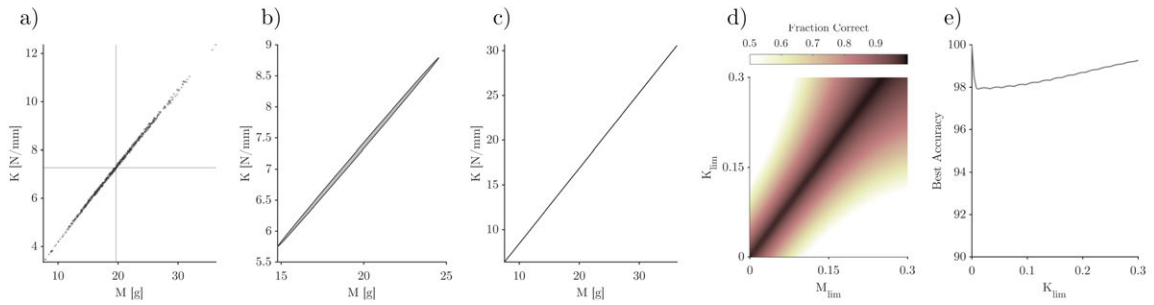 a)
12
10
8
6
4
K [N/mm]
10
20
30
M [g]
b)
9
8.5
8
7.5
7
6.5
6
5.5
K [N/mm]
15
20
25
M [g]
c)
30
25
20
15
10
K [N/mm]
10
20
30
M [g]
d)
Fraction Correct
0.5 0.6 0.7 0.8 0.9
0.3
0.15
0
K_lim
0 0.15 0.3
M_lim
e)
100
98
96
94
92
90
Best Accuracy
0 0.1 0.2 0.3
K_lim